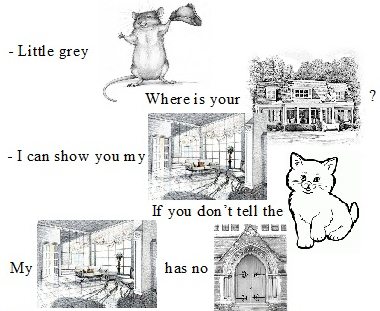 - Little grey
Where is your ?
- I can show you my
If you don't tell the
My has no